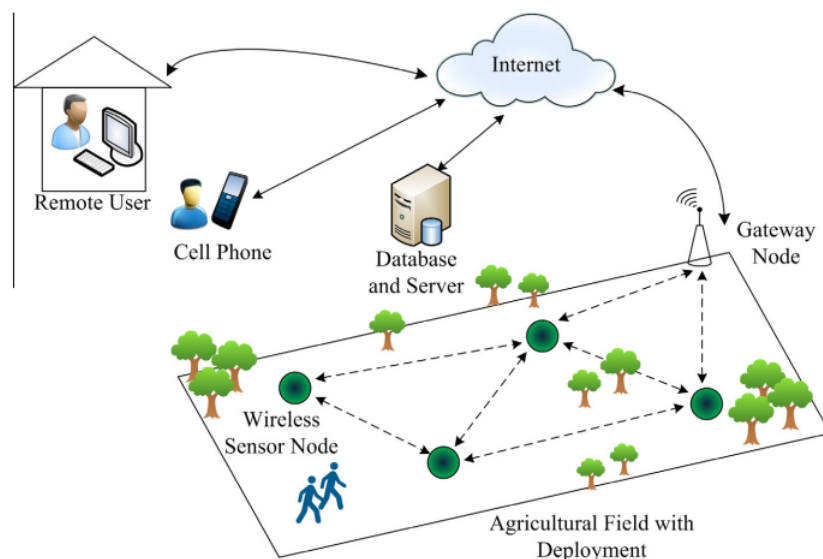 Internet
Remote User
Cell Phone
Database
and Server
Gateway
Node
Wireless
Sensor Node
Agricultural Field with
Deployment